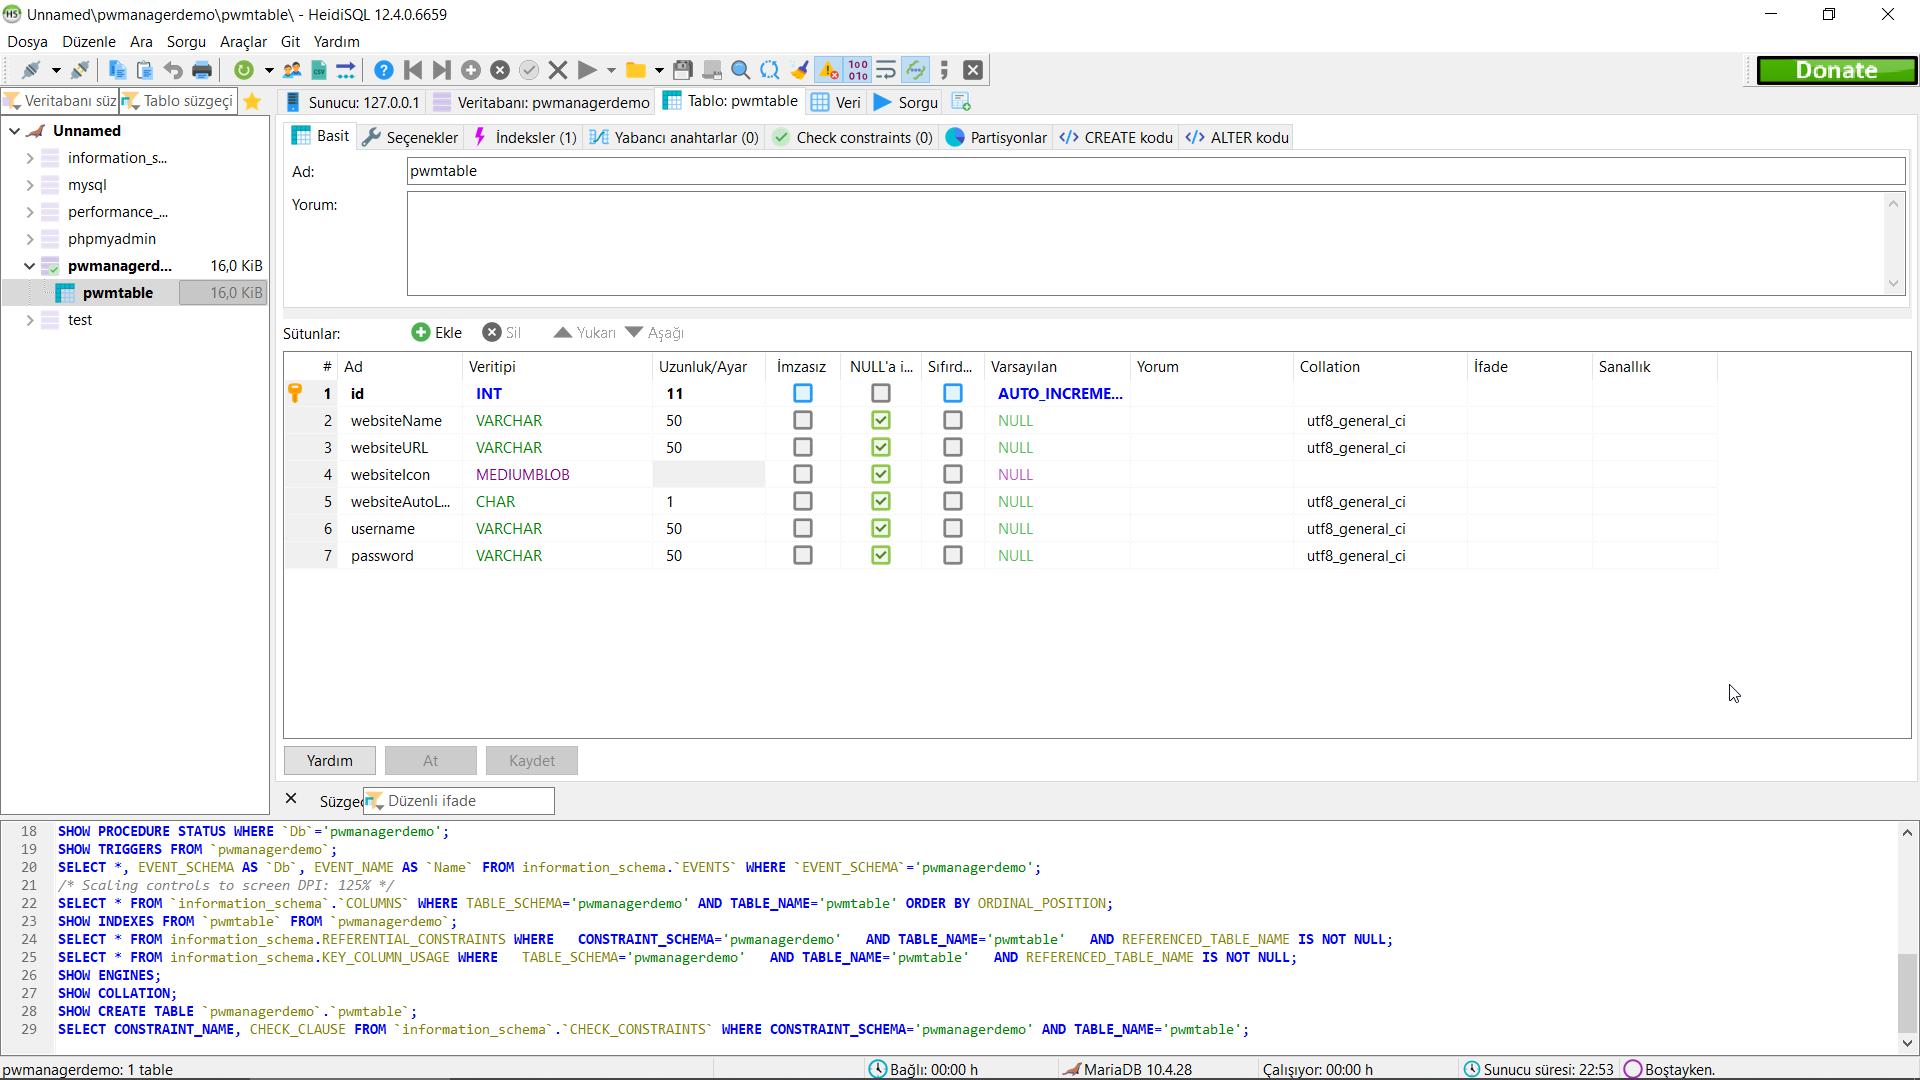 Unnamed\pwmanagerdemo\pwmtable\ - HeidiSQL 12.4.0.6659
Dosya Düzenle Ara Sorgu Araçlar Git Yardım
Donate
Veritabanı süz Tablo süzgeçi
Sunucu: 127.0.0.1 Veritabanı: pwmanagerdemo Tablo: pwmtable Veri Sorgu
Unnamed
information_s...
mysql
performance_...
phpmyadmin
pwmanagerd... 16,0 KiB
pwmtable 16,0 KiB
test
Basit Seçenekler İndeksler (1) Yabancı anahtarlar (0) Check constraints (0) Partisyonlar CREATE kodu ALTER kodu
Ad: pwmtable
Yorum:
Sütunlar: Ekle Sil Yukarı Aşağı
# Ad Veritipi Uzunluk/Ayar İmzasız NULL'a i... Sıfırd... Varsayılan Yorum Collation İfade Sanallık
1 id INT 11 AUTO_INCREME...
2 websiteName VARCHAR 50 NULL utf8_general_ci
3 websiteURL VARCHAR 50 NULL utf8_general_ci
4 websiteIcon MEDIUMBLOB NULL
5 websiteAutoL... CHAR 1 NULL utf8_general_ci
6 username VARCHAR 50 NULL utf8_general_ci
7 password VARCHAR 50 NULL utf8_general_ci
Yardım At Kaydet
Süzgeç Düzenli ifade
18 SHOW PROCEDURE STATUS WHERE `Db`='pwmanagerdemo';
19 SHOW TRIGGERS FROM `pwmanagerdemo`;
20 SELECT *, EVENT_SCHEMA AS `Db`, EVENT_NAME AS `Name` FROM information_schema.`EVENTS` WHERE `EVENT_SCHEMA`='pwmanagerdemo';
21 /* Scaling controls to screen DPI: 125% */
22 SELECT * FROM `information_schema`.`COLUMNS` WHERE TABLE_SCHEMA='pwmanagerdemo' AND TABLE_NAME='pwmtable' ORDER BY ORDINAL_POSITION;
23 SHOW INDEXES FROM `pwmtable` FROM `pwmanagerdemo`;
24 SELECT * FROM information_schema.REFERENTIAL_CONSTRAINTS WHERE   CONSTRAINT_SCHEMA='pwmanagerdemo'   AND TABLE_NAME='pwmtable'   AND REFERENCED_TABLE_NAME IS NOT NULL;
25 SELECT * FROM information_schema.KEY_COLUMN_USAGE WHERE   TABLE_SCHEMA='pwmanagerdemo'   AND TABLE_NAME='pwmtable'   AND REFERENCED_TABLE_NAME IS NOT NULL;
26 SHOW ENGINES;
27 SHOW COLLATION;
28 SHOW CREATE TABLE `pwmanagerdemo`.`pwmtable`;
29 SELECT CONSTRAINT_NAME, CHECK_CLAUSE FROM `information_schema`.`CHECK_CONSTRAINTS` WHERE CONSTRAINT_SCHEMA='pwmanagerdemo' AND TABLE_NAME='pwmtable';
pwmanagerdemo: 1 table Bağlı: 00:00 h MariaDB 10.4.28 Çalışıyor: 00:00 h Sunucu süresi: 22:53 Boştayken.